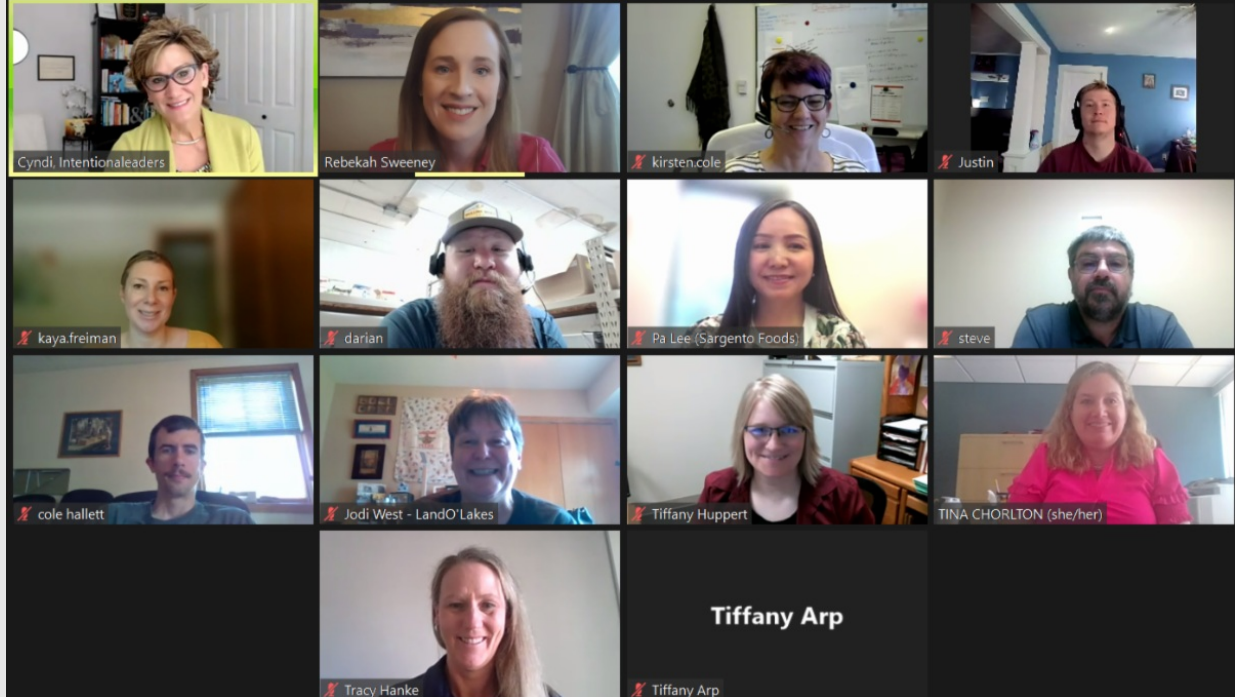 Cyndi, Intentionaleaders
Rebekah Sweeney
kirsten.cole
Justin
kaya.freiman
darian
Pa Lee (Sargento Foods)
steve
cole hallett
Jodi West - LandO'Lakes
Tiffany Huppert
TINA CHORLTON (she/her)
Tracy Hanke
Tiffany Arp
Tiffany Arp